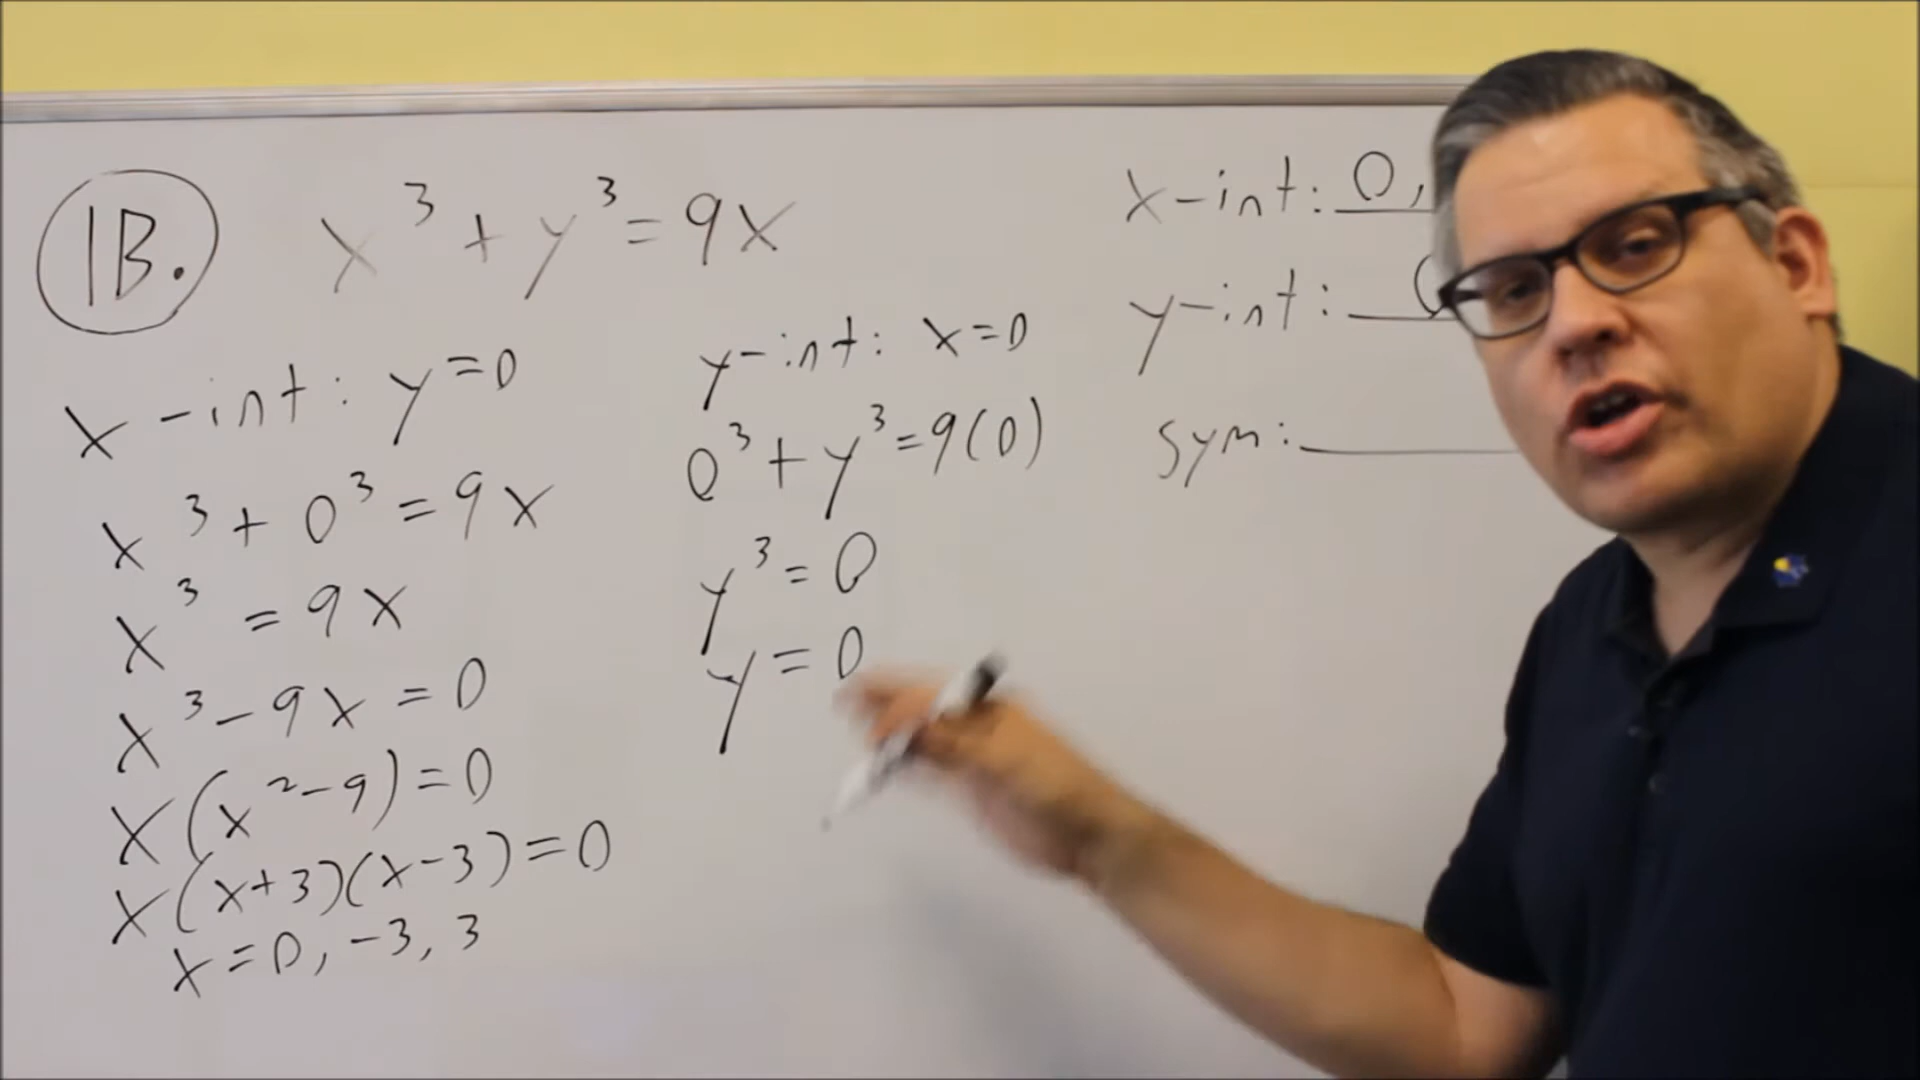 1B.
x³ + y³ = 9x
x-int: y=0
x³ + 0³ = 9x
x³ = 9x
x³ - 9x = 0
x(x²-9) = 0
x(x+3)(x-3) = 0
x = 0, -3, 3
y-int: x=0
0³ + y³ = 9(0)
y³ = 0
y = 0
x-int: 0,
y-int:
sym: